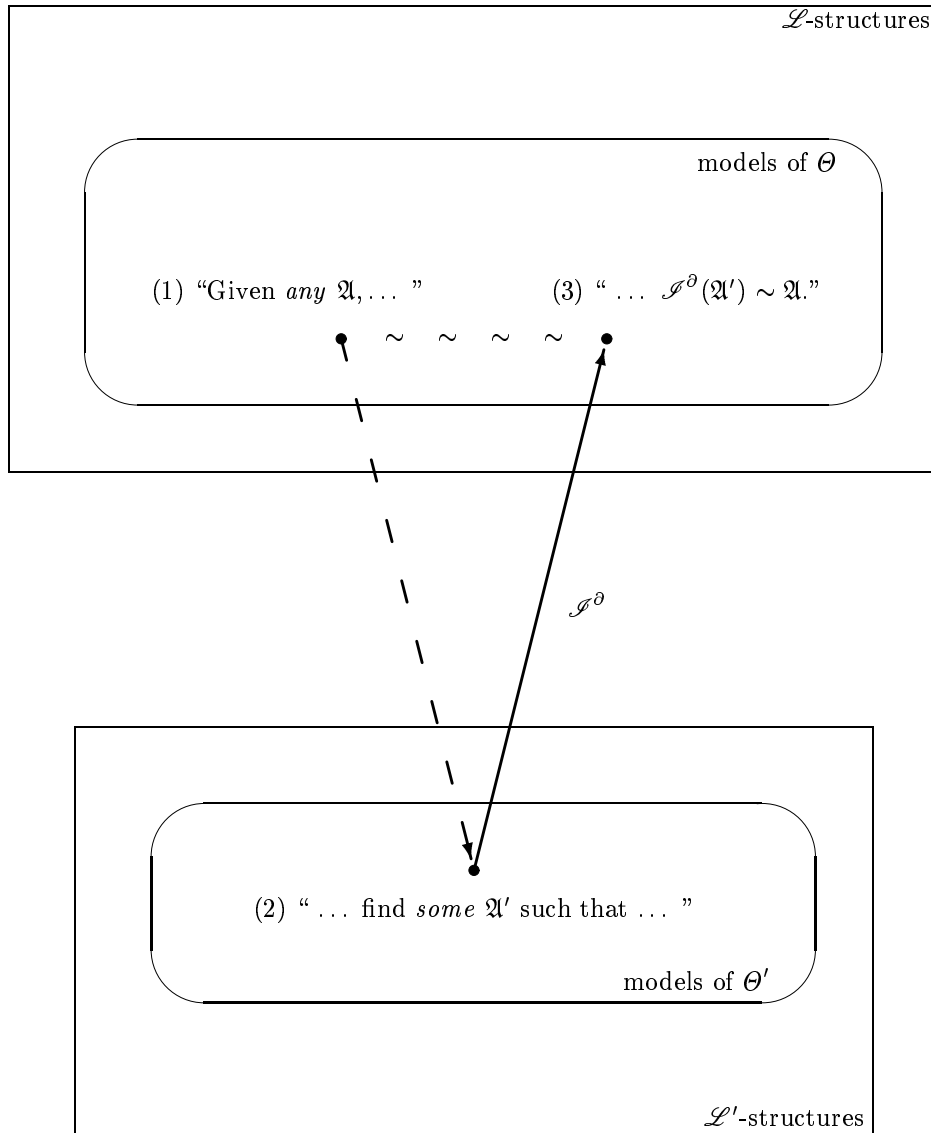 ℒ-structures
models of Θ
(1) “Given any 𝔄, . . . ” (3) “ . . . ℐ∂(𝔄′) ∼ 𝔄.”
∼ ∼ ∼ ∼
ℐ∂
(2) “ . . . find some 𝔄′ such that . . . ”
models of Θ′
ℒ′-structures